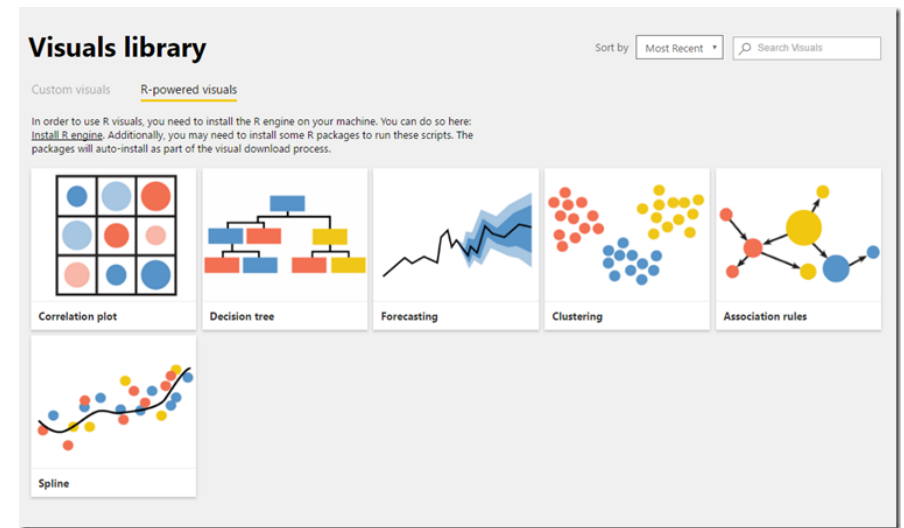 Visuals library
Sort by Most Recent Search Visuals
Custom visuals R-powered visuals
In order to use R visuals, you need to install the R engine on your machine. You can do so here:
Install R engine. Additionally, you may need to install some R packages to run these scripts. The
packages will auto-install as part of the visual download process.
Correlation plot
Decision tree
Forecasting
Clustering
Association rules
Spline